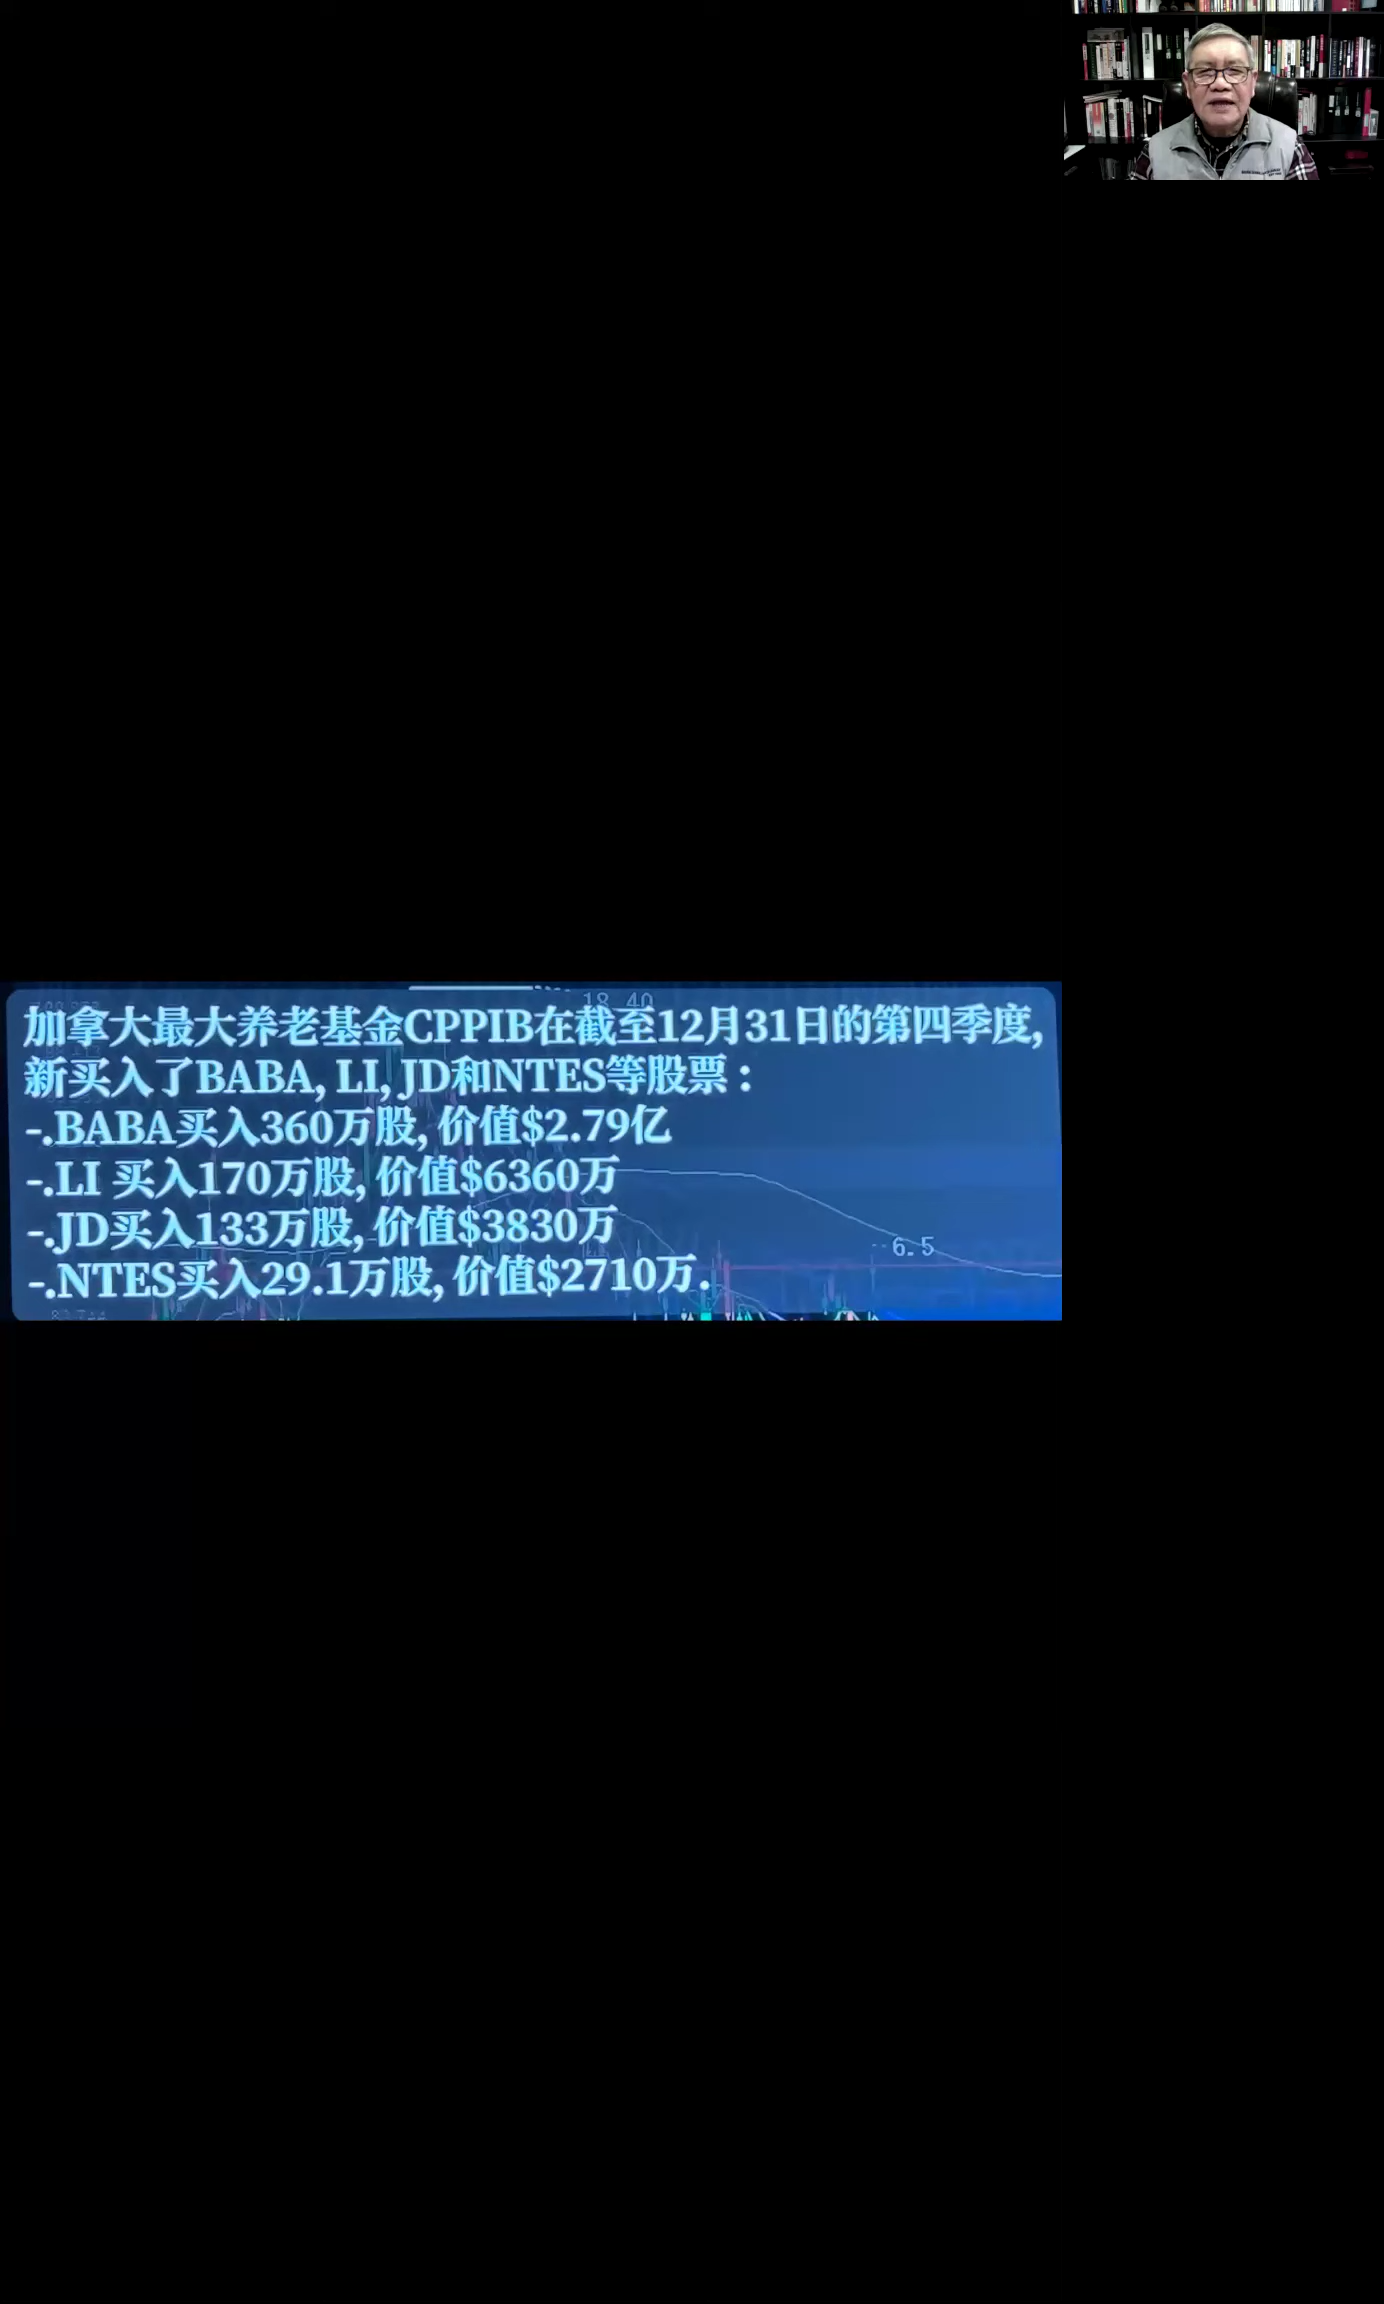 18.40
加拿大最大养老基金CPPIB在截至12月31日的第四季度,
新买入了BABA, LI, JD和NTES等股票：
-.BABA买入360万股, 价值$2.79亿
-.LI 买入170万股, 价值$6360万
-.JD买入133万股, 价值$3830万
6.5
-.NTES买入29.1万股, 价值$2710万.